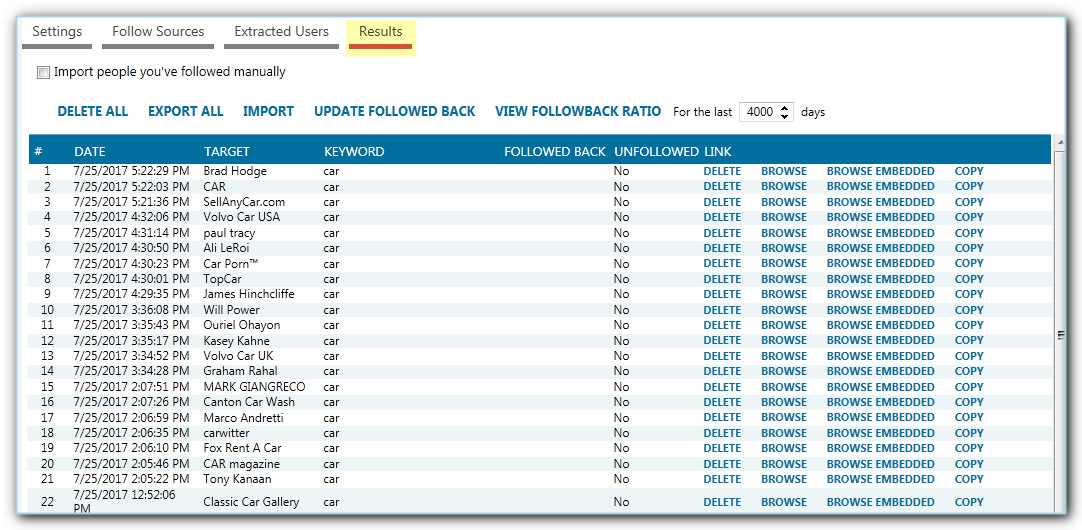 Settings Follow Sources Extracted Users Results
Import people you've followed manually
DELETE ALL EXPORT ALL IMPORT UPDATE FOLLOWED BACK VIEW FOLLOWBACK RATIO For the last 4000 days
# DATE TARGET KEYWORD FOLLOWED BACK UNFOLLOWED LINK
1 7/25/2017 5:22:29 PM Brad Hodge car No DELETE BROWSE BROWSE EMBEDDED COPY
2 7/25/2017 5:22:03 PM CAR car No DELETE BROWSE BROWSE EMBEDDED COPY
3 7/25/2017 5:21:36 PM SellAnyCar.com car No DELETE BROWSE BROWSE EMBEDDED COPY
4 7/25/2017 4:32:06 PM Volvo Car USA car No DELETE BROWSE BROWSE EMBEDDED COPY
5 7/25/2017 4:31:14 PM paul tracy car No DELETE BROWSE BROWSE EMBEDDED COPY
6 7/25/2017 4:30:50 PM Ali LeRoi car No DELETE BROWSE BROWSE EMBEDDED COPY
7 7/25/2017 4:30:23 PM Car Porn™ car No DELETE BROWSE BROWSE EMBEDDED COPY
8 7/25/2017 4:30:01 PM TopCar car No DELETE BROWSE BROWSE EMBEDDED COPY
9 7/25/2017 4:29:35 PM James Hinchcliffe car No DELETE BROWSE BROWSE EMBEDDED COPY
10 7/25/2017 3:36:08 PM Will Power car No DELETE BROWSE BROWSE EMBEDDED COPY
11 7/25/2017 3:35:43 PM Ouriel Ohayon car No DELETE BROWSE BROWSE EMBEDDED COPY
12 7/25/2017 3:35:17 PM Kasey Kahne car No DELETE BROWSE BROWSE EMBEDDED COPY
13 7/25/2017 3:34:52 PM Volvo Car UK car No DELETE BROWSE BROWSE EMBEDDED COPY
14 7/25/2017 3:34:28 PM Graham Rahal car No DELETE BROWSE BROWSE EMBEDDED COPY
15 7/25/2017 2:07:51 PM MARK GIANGRECO car No DELETE BROWSE BROWSE EMBEDDED COPY
16 7/25/2017 2:07:26 PM Canton Car Wash car No DELETE BROWSE BROWSE EMBEDDED COPY
17 7/25/2017 2:06:59 PM Marco Andretti car No DELETE BROWSE BROWSE EMBEDDED COPY
18 7/25/2017 2:06:35 PM carwitter car No DELETE BROWSE BROWSE EMBEDDED COPY
19 7/25/2017 2:06:10 PM Fox Rent A Car car No DELETE BROWSE BROWSE EMBEDDED COPY
20 7/25/2017 2:05:46 PM CAR magazine car No DELETE BROWSE BROWSE EMBEDDED COPY
21 7/25/2017 2:05:22 PM Tony Kanaan car No DELETE BROWSE BROWSE EMBEDDED COPY
22 7/25/2017 12:52:06 Classic Car Gallery car No DELETE BROWSE BROWSE EMBEDDED COPY
PM